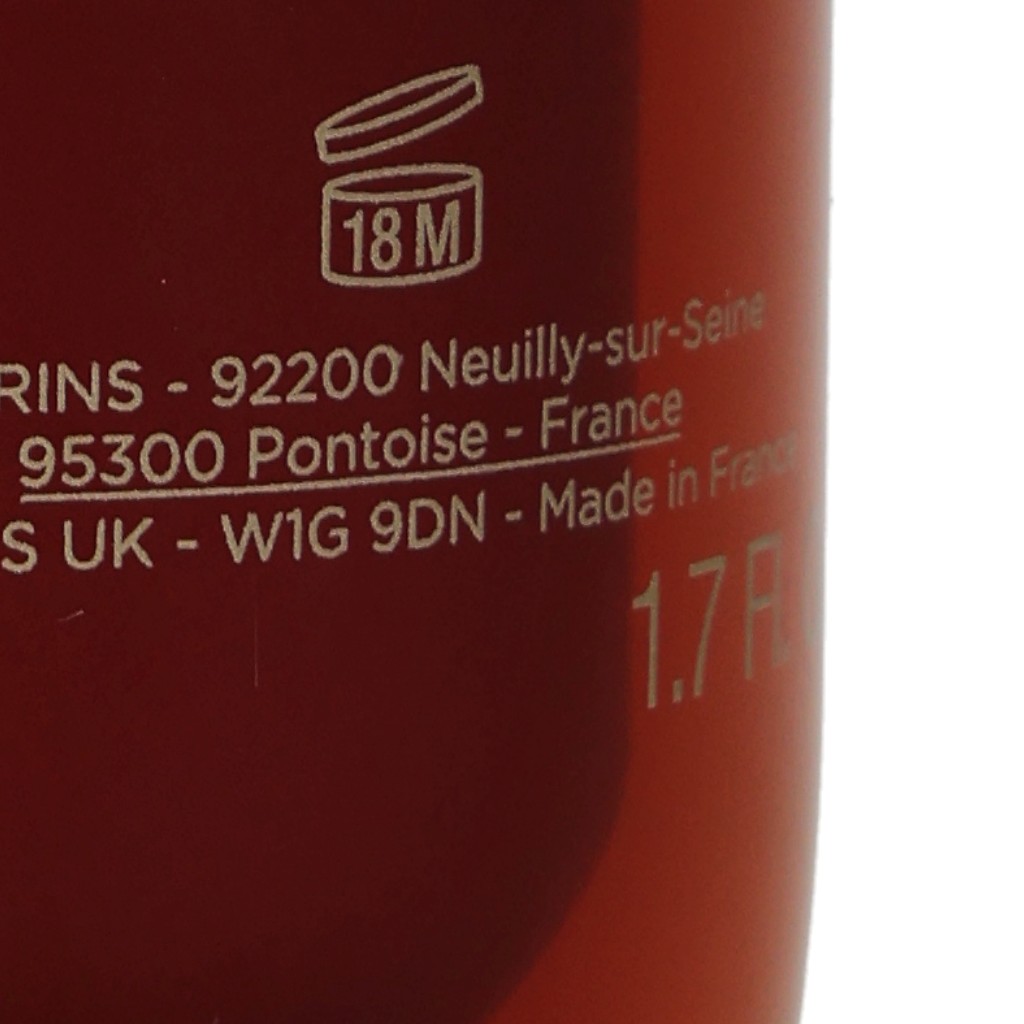 18 M
RINS - 92200 Neuilly-sur-Seine
95300 Pontoise - France
S UK - W1G 9DN - Made in France
1.7 FL